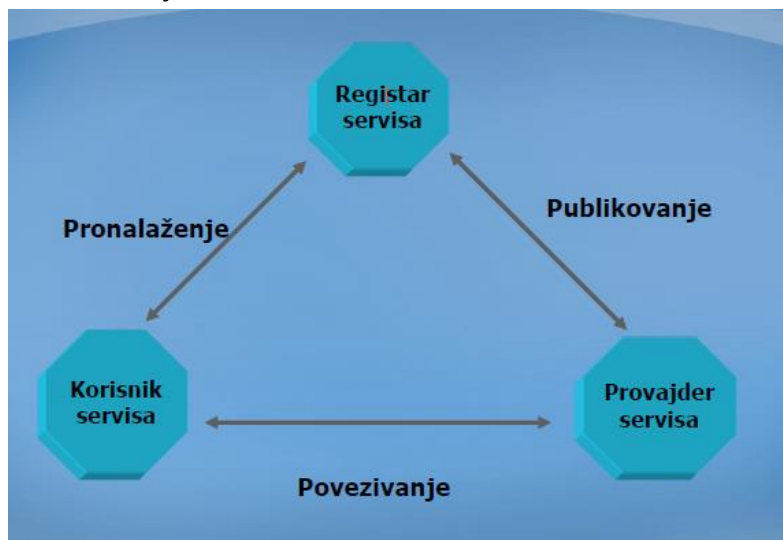 Registar
servisa
Pronalaženje
Publikovanje
Korisnik
servisa
Provajder
servisa
Povezivanje